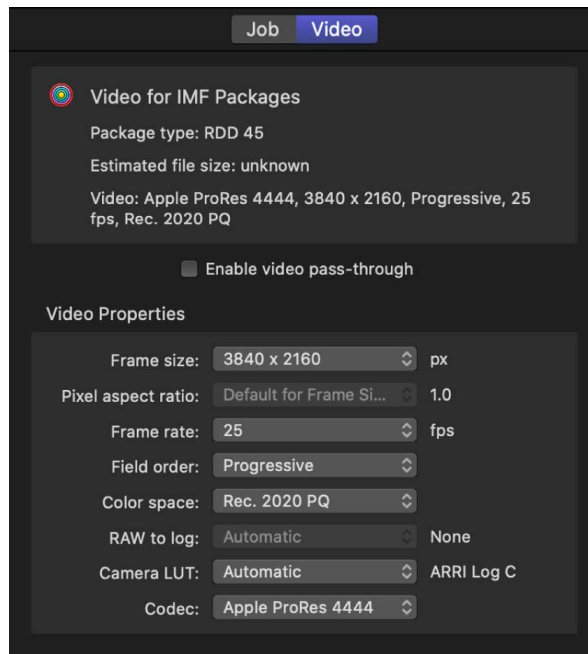 Job Video
Video for IMF Packages
Package type: RDD 45
Estimated file size: unknown
Video: Apple ProRes 4444, 3840 x 2160, Progressive, 25
fps, Rec. 2020 PQ
Enable video pass-through
Video Properties
Frame size: 3840 x 2160 px
Pixel aspect ratio: Default for Frame Si... 1.0
Frame rate: 25 fps
Field order: Progressive
Color space: Rec. 2020 PQ
RAW to log: Automatic None
Camera LUT: Automatic ARRI Log C
Codec: Apple ProRes 4444